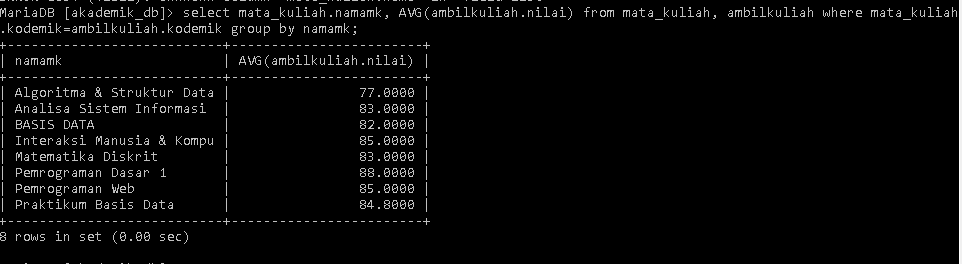 MariaDB [akademik_db]> select mata_kuliah.namamk, AVG(ambilkuliah.nilai) from mata_kuliah, ambilkuliah where mata_kuliah
.kodemik=ambilkuliah.kodemik group by namamk;
+---------------------------+------------------------+
| namamk | AVG(ambilkuliah.nilai) |
+---------------------------+------------------------+
| Algoritma & Struktur Data | 77.0000 |
| Analisa Sistem Informasi | 83.0000 |
| BASIS DATA | 82.0000 |
| Interaksi Manusia & Kompu | 85.0000 |
| Matematika Diskrit | 83.0000 |
| Pemrograman Dasar 1 | 88.0000 |
| Pemrograman Web | 85.0000 |
| Praktikum Basis Data | 84.8000 |
+---------------------------+------------------------+
8 rows in set (0.00 sec)